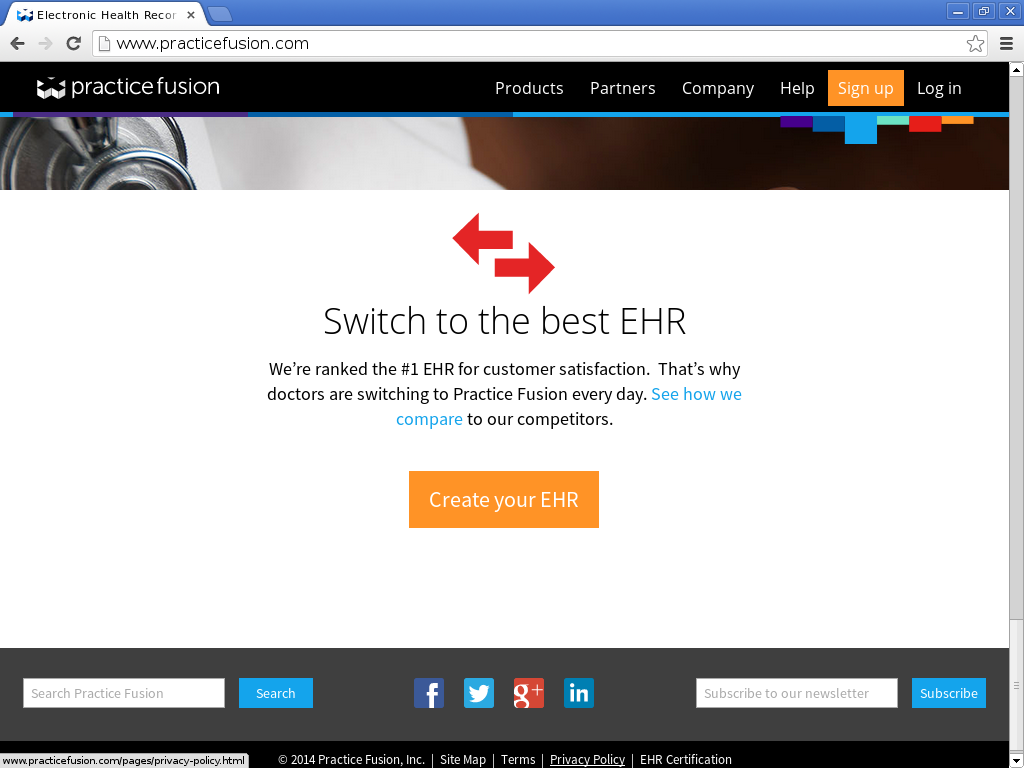 Electronic Health Recor
www.practicefusion.com
practice fusion
Products Partners Company Help Sign up Log in
Switch to the best EHR
We're ranked the #1 EHR for customer satisfaction. That's why
doctors are switching to Practice Fusion every day. See how we
compare to our competitors.
Create your EHR
Search Practice Fusion Search f g+ in Subscribe to our newsletter Subscribe
www.practicefusion.com/pages/privacy-policy.html
© 2014 Practice Fusion, Inc. | Site Map | Terms | Privacy Policy | EHR Certification